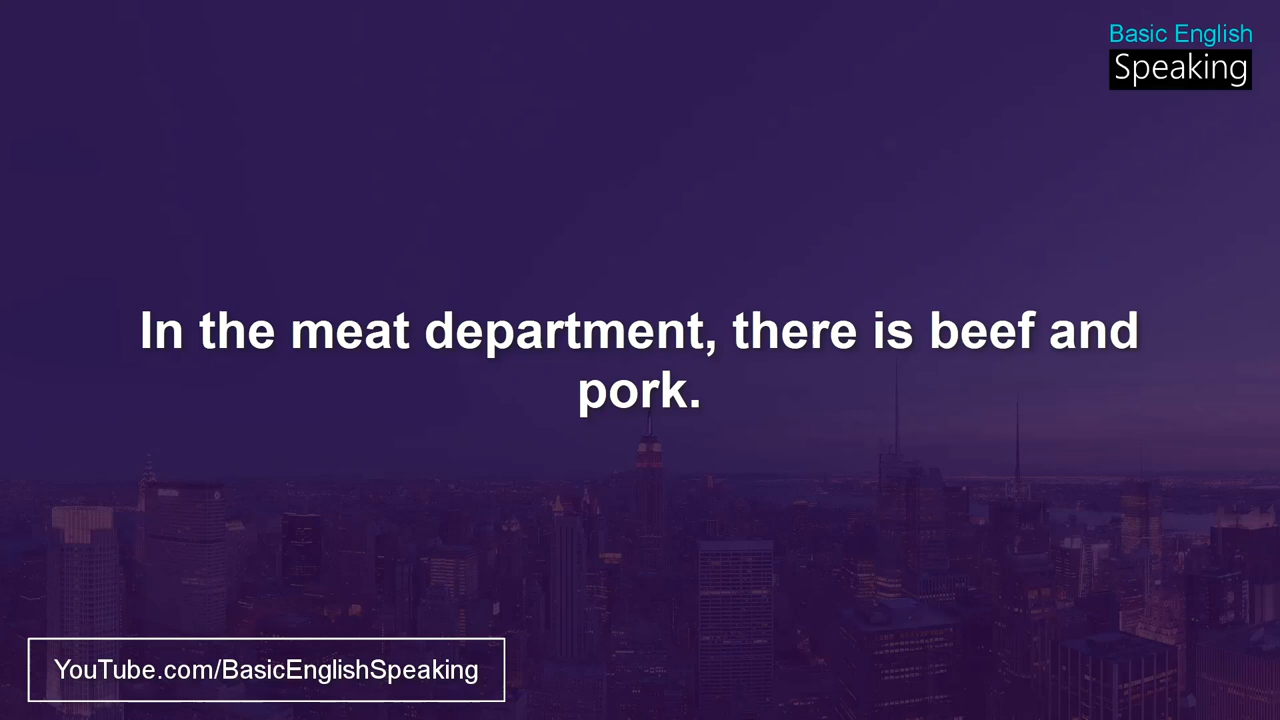 Basic English
Speaking
In the meat department, there is beef and
pork.
YouTube.com/BasicEnglishSpeaking